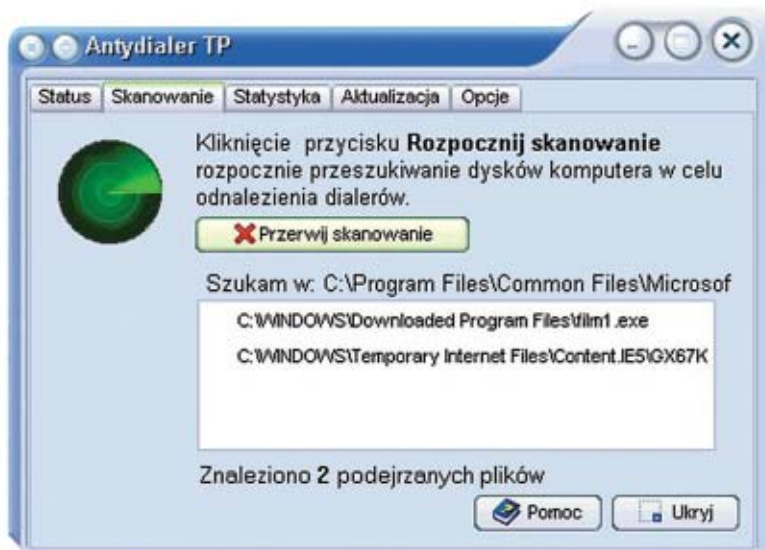 Antydialer TP
Status Skanowanie Statystyka Aktualizacja Opcje
Kliknięcie przycisku Rozpocznij skanowanie
rozpocznie przeszukiwanie dysków komputera w celu
odnalezienia dialerów.
Przerwij skanowanie
Szukam w: C:\Program Files\Common Files\Microsof
C:\WINDOWS\Downloaded Program Files\film1.exe
C:\WINDOWS\Temporary Internet Files\Content.IE5\GX67K
Znaleziono 2 podejrzanych plików
Pomoc Ukryj